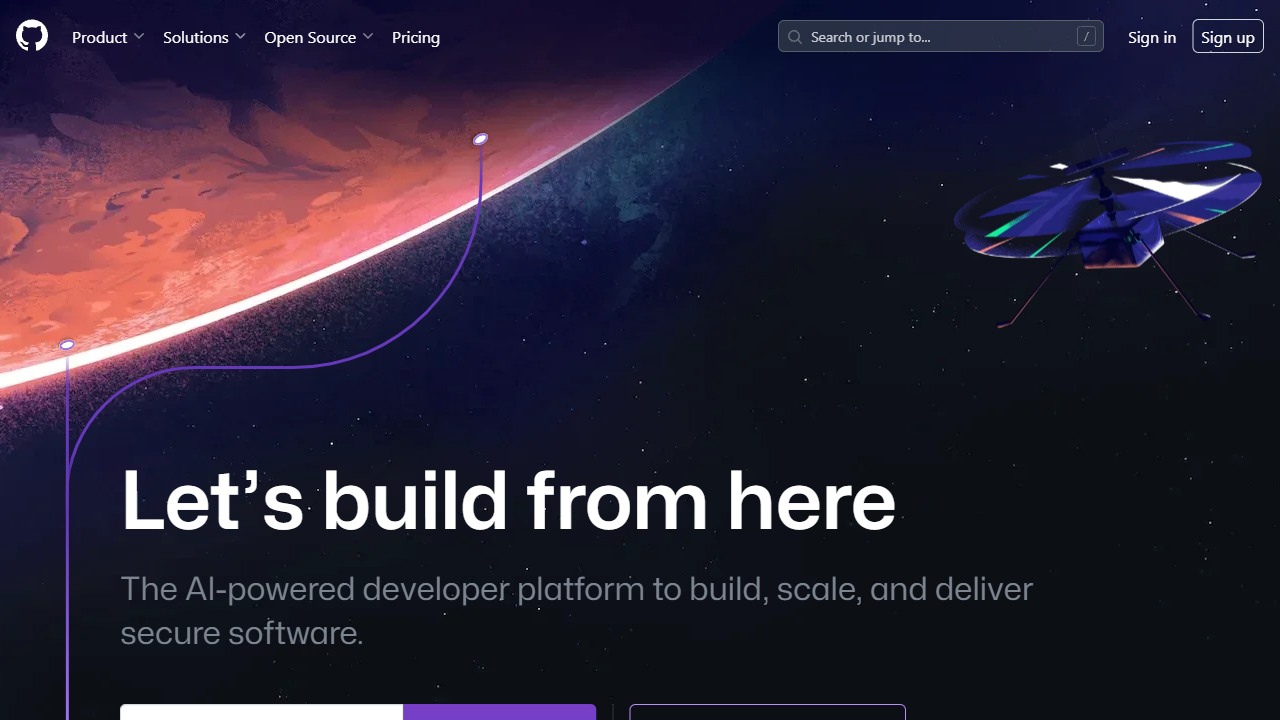 Product
Solutions
Open Source
Pricing
Search or jump to...
/
Sign in
Sign up
Let’s build from here
The AI-powered developer platform to build, scale, and deliver
secure software.